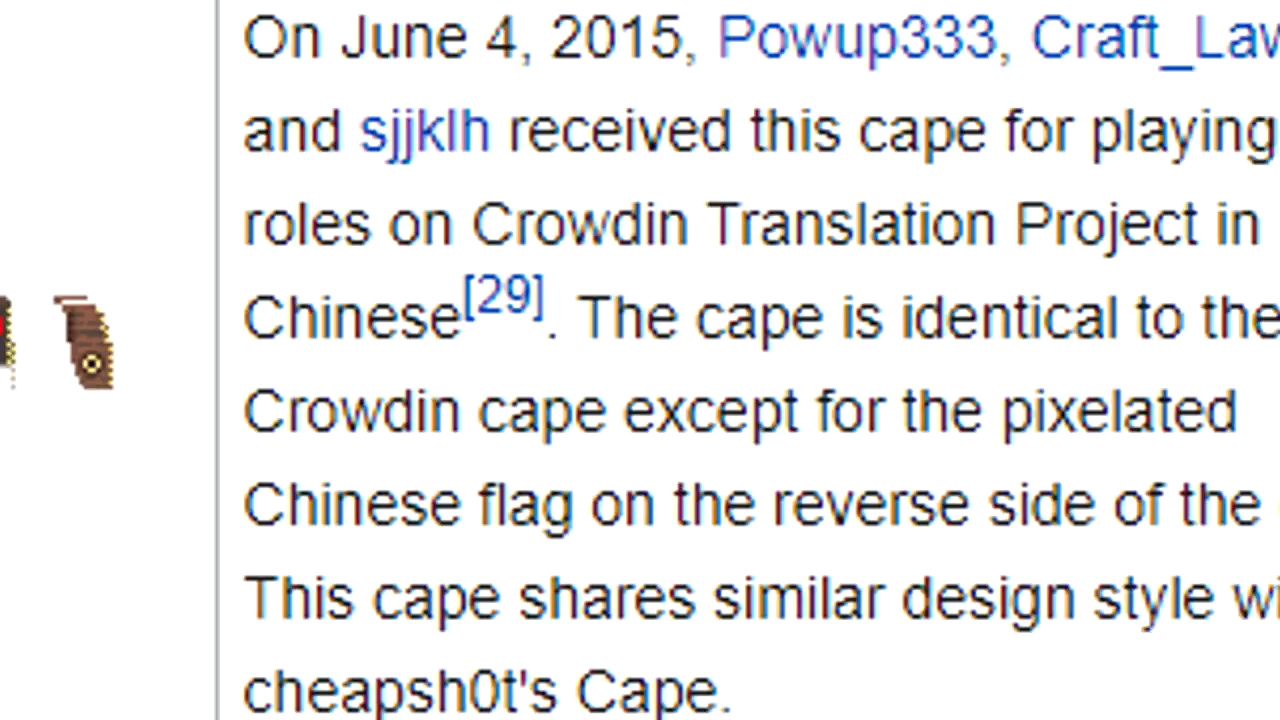 On June 4, 2015, Powup333, Craft_Law
and sjjklh received this cape for playing
roles on Crowdin Translation Project in
Chinese[29]. The cape is identical to the
Crowdin cape except for the pixelated
Chinese flag on the reverse side of the
This cape shares similar design style wi
cheapsh0t's Cape.